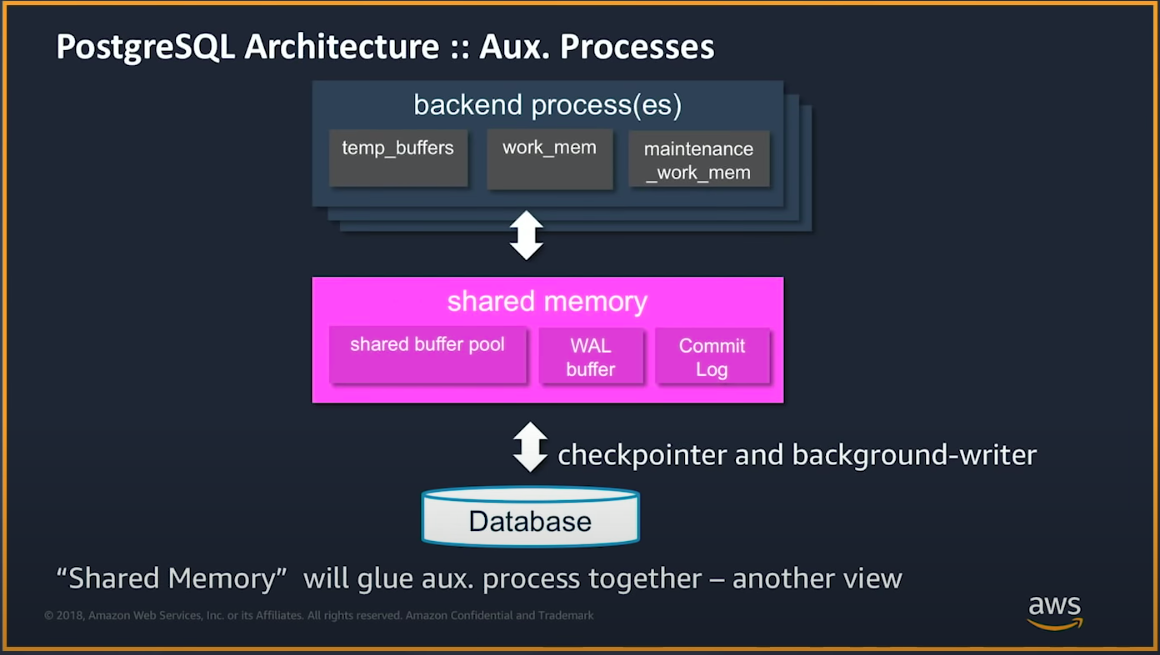 PostgreSQL Architecture :: Aux. Processes
backend process(es)
temp_buffers
work_mem
maintenance
_work_mem
shared memory
shared buffer pool
WAL
buffer
Commit
Log
checkpointer and background-writer
Database
“Shared Memory” will glue aux. process together – another view
© 2018, Amazon Web Services, Inc. or its Affiliates. All rights reserved. Amazon Confidential and Trademark
aws